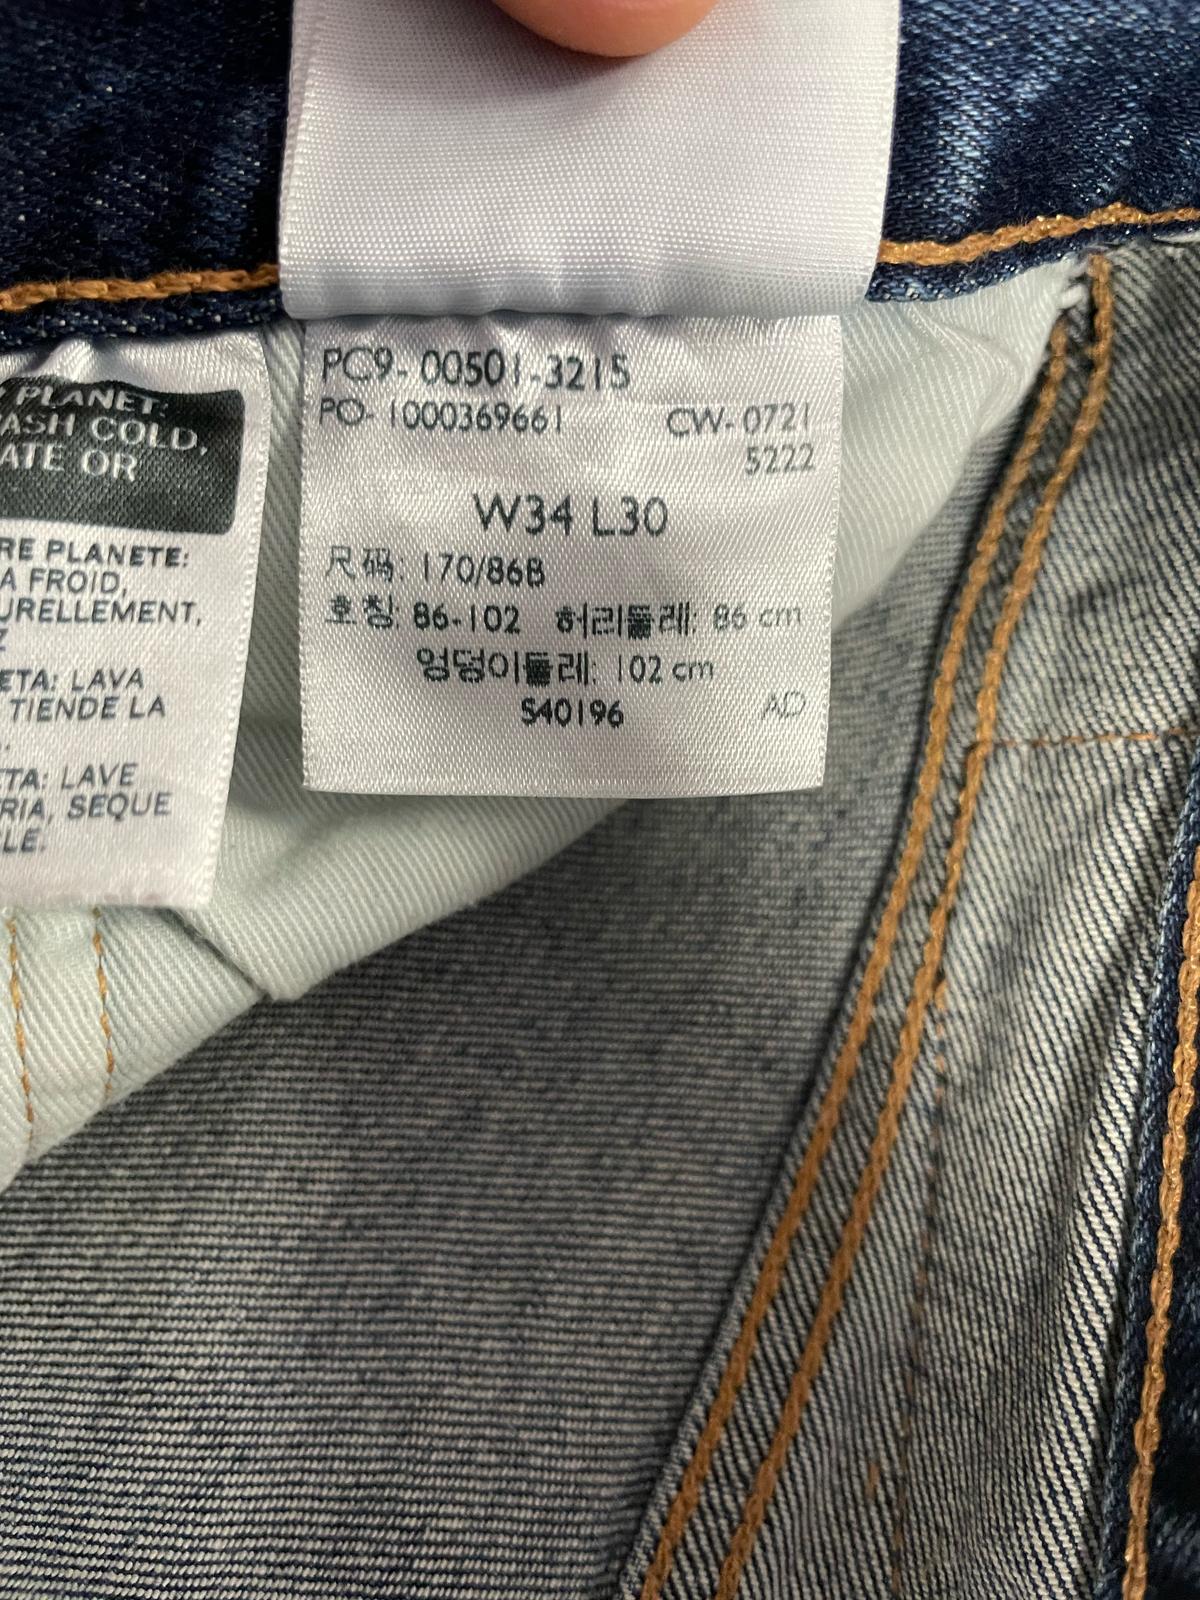 PLANET:
ASH COLD,
ATE OR
RE PLANETE:
A FROID,
URELLEMENT,
Z
ETA: LAVA
TIENDE LA
TA: LAVE
RIA, SEQUE
LE.
PC9-00501-3215
PO-1000369661 CW-0721
5222
W34 L30
尺码: 170/86B
호칭: 86-102 허리둘레: 86 cm
엉덩이둘레: 102 cm
S40196 AD